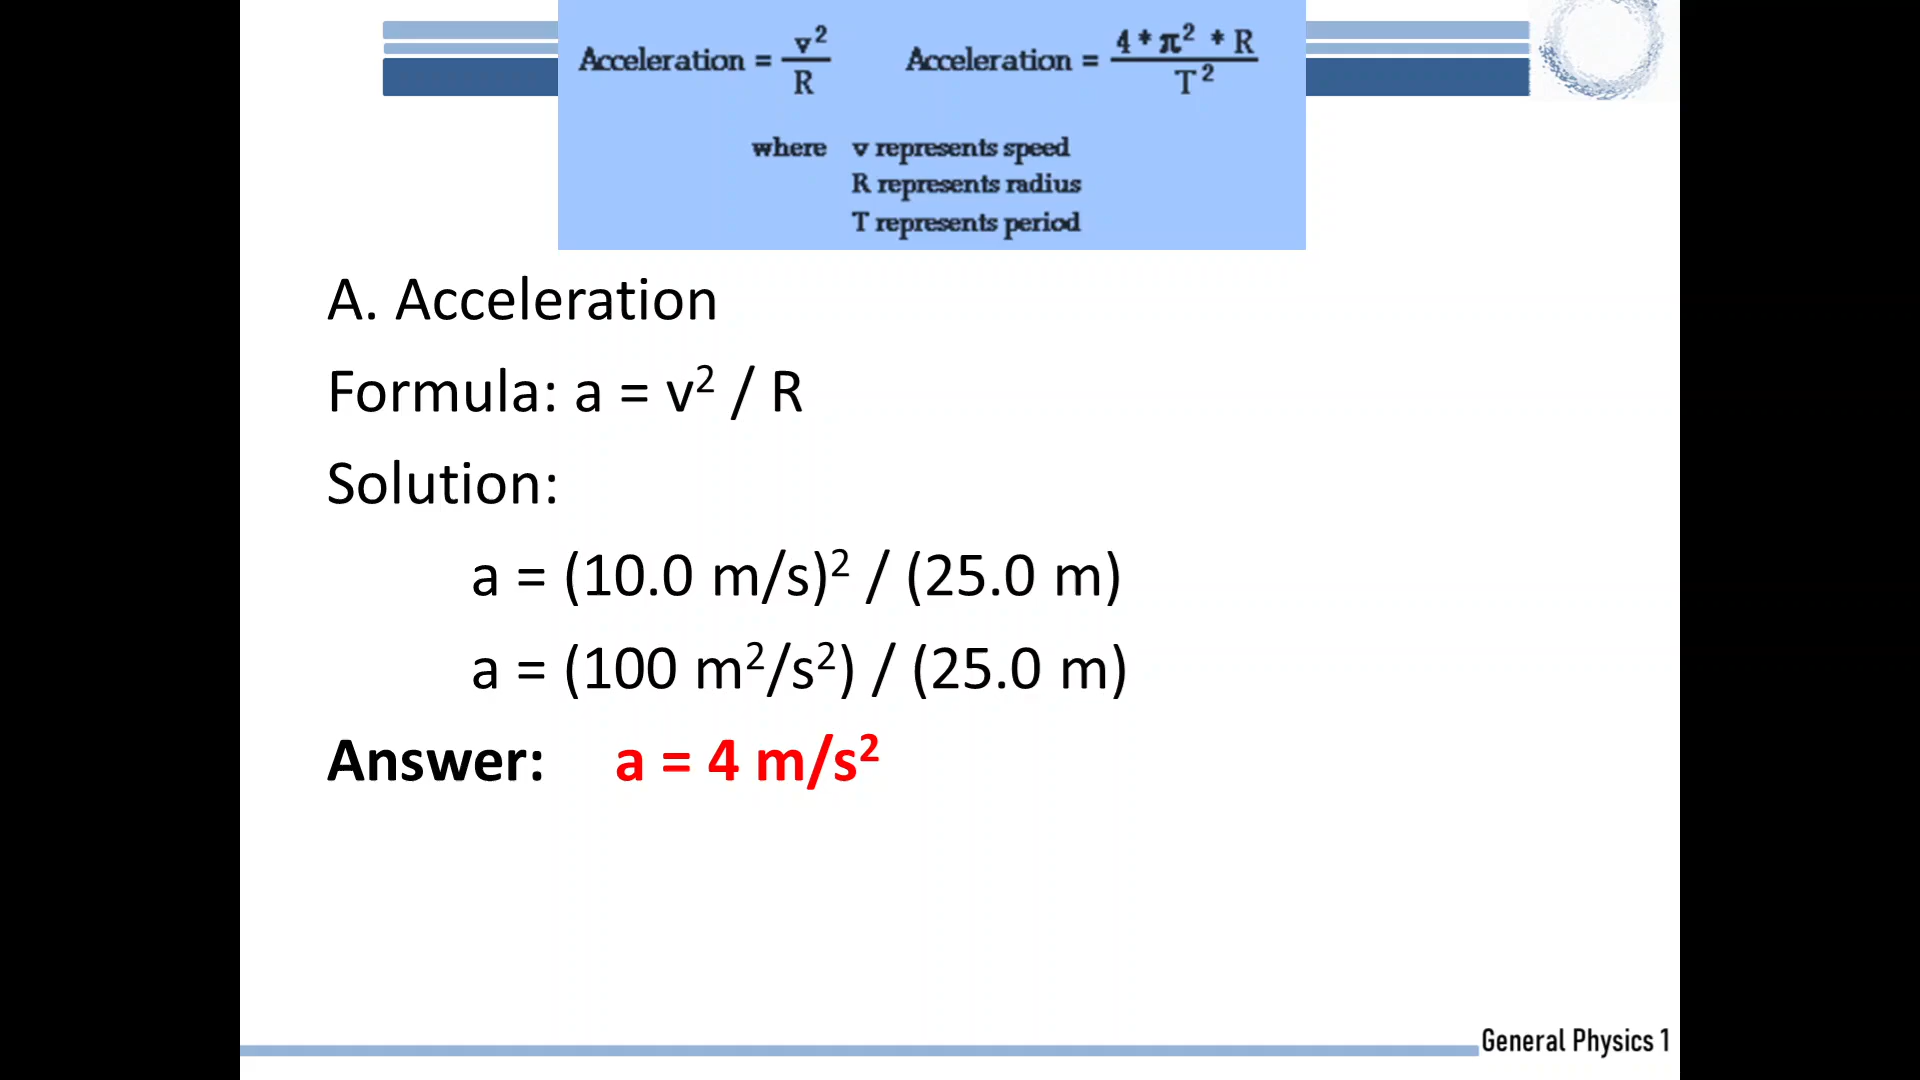 Acceleration = v² / R    Acceleration = 4 * π² * R / T²
where v represents speed
R represents radius
T represents period
A. Acceleration
Formula: a = v² / R
Solution:
a = (10.0 m/s)² / (25.0 m)
a = (100 m²/s²) / (25.0 m)
Answer: a = 4 m/s²
General Physics 1